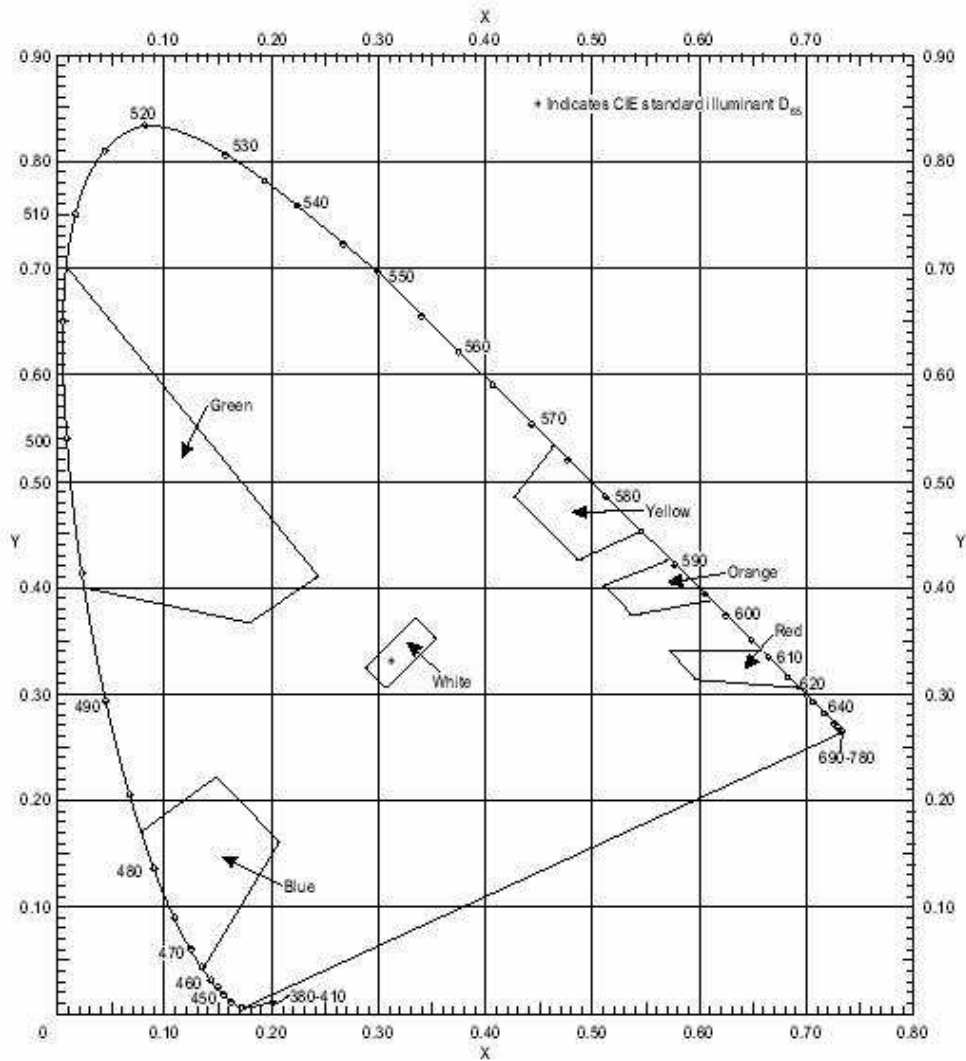 X
0.10 0.20 0.30 0.40 0.50 0.60 0.70
0.90 0.90
• Indicates CIE standard illuminant D65
520
530
0.80 0.80
540
510
0.70 550 0.70
560
0.60 0.60
Green
570
500
0.50 580 0.50
Yellow
Y Y
590
Orange
0.40 0.40
600
Red
610
White
620
0.30 0.30
490 640
690-780
0.20 0.20
480
Blue
0.10 0.10
470
460
450 380-410
0 0.10 0.20 0.30 0.40 0.50 0.60 0.70 0.80
X